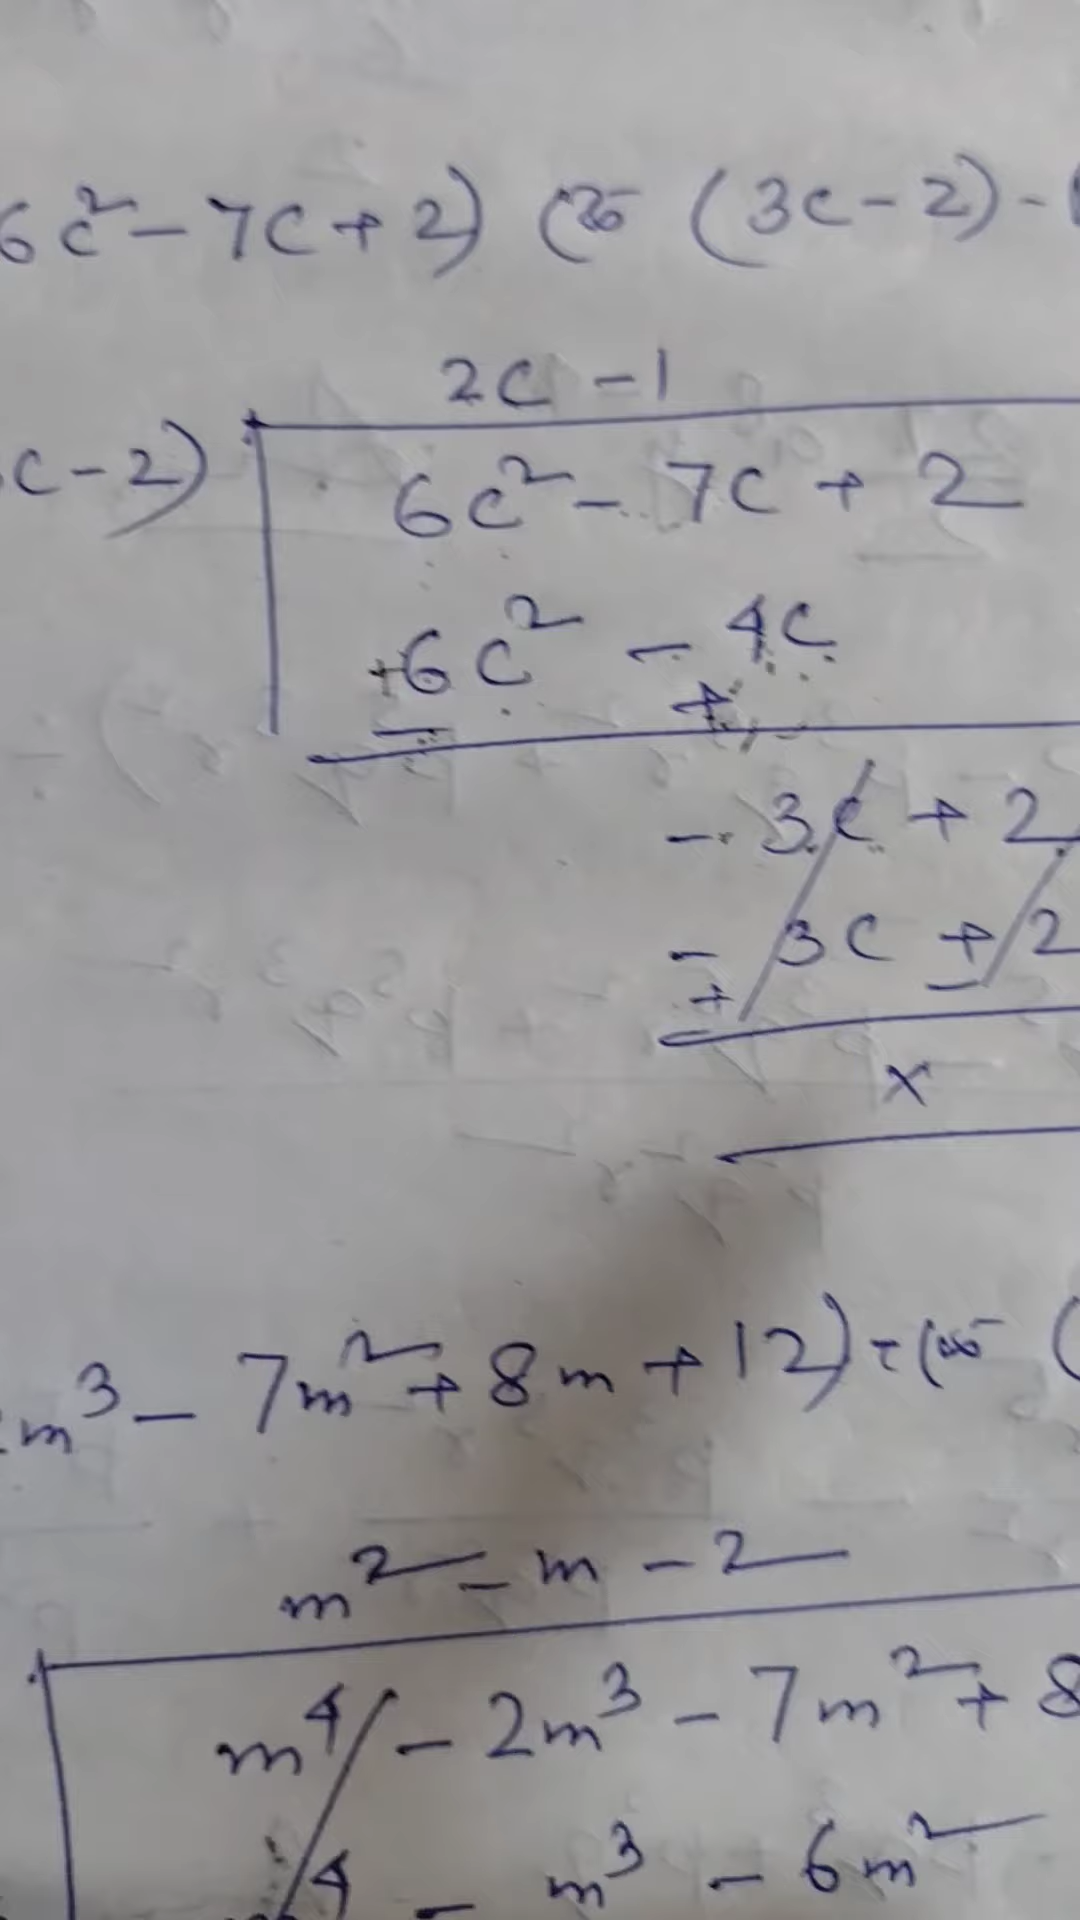 6c² - 7c + 2) (3c - 2) -
2c - 1
c - 2)
6c² - 7c + 2
+6c² - 4c
- +
- 3c + 2
- 3c + 2
+ -
x
m³ - 7m² + 8m + 12) ÷ (
m² - m - 2
m⁴ - 2m³ - 7m² + 8
4 - m³ - 6m²